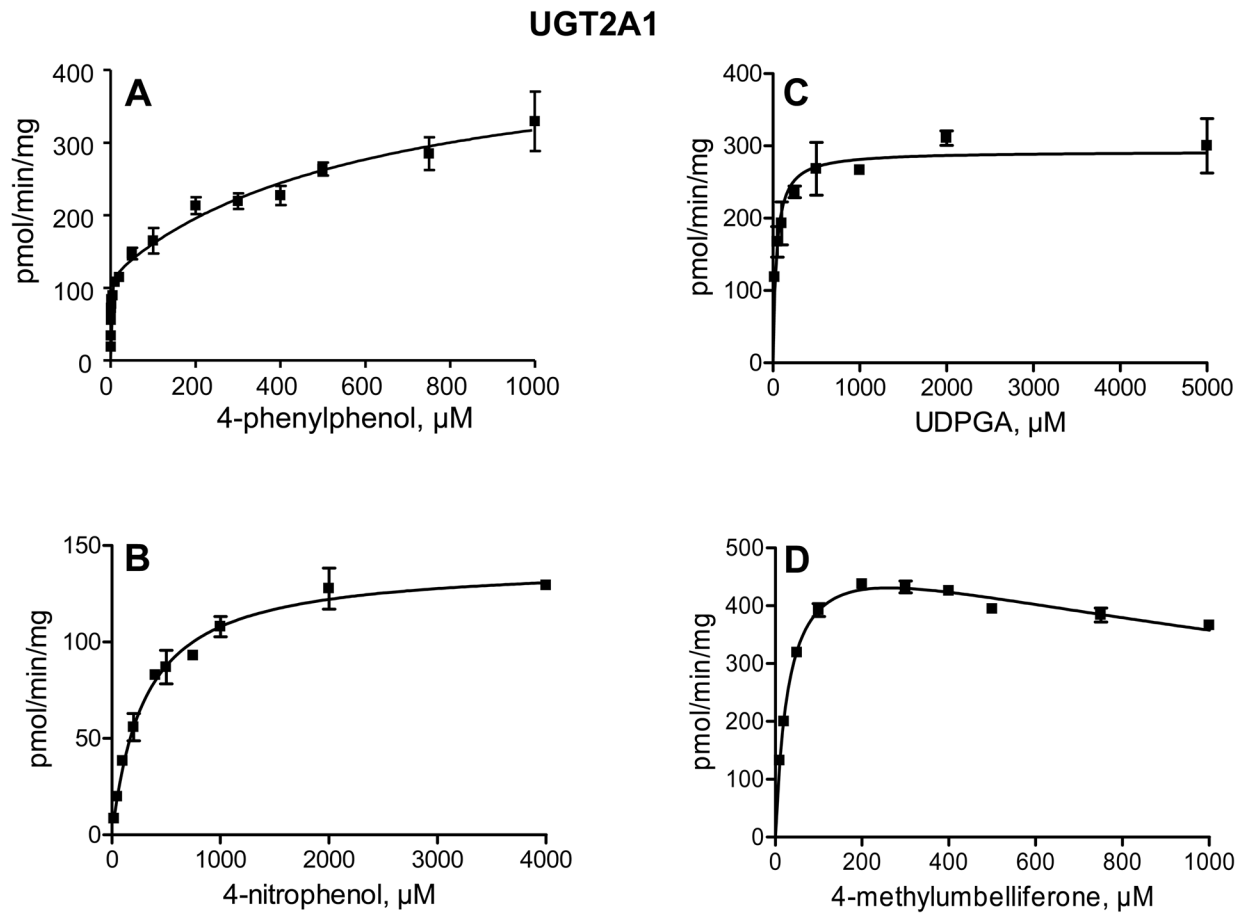 UGT2A1
A
pmol/min/mg
400
300
200
100
0
0 200 400 600 800 1000
4-phenylphenol, µM
C
pmol/min/mg
400
300
200
100
0
0 1000 2000 3000 4000 5000
UDPGA, µM
B
pmol/min/mg
150
100
50
0
0 1000 2000 3000 4000
4-nitrophenol, µM
D
pmol/min/mg
500
400
300
200
100
0
0 200 400 600 800 1000
4-methylumbelliferone, µM